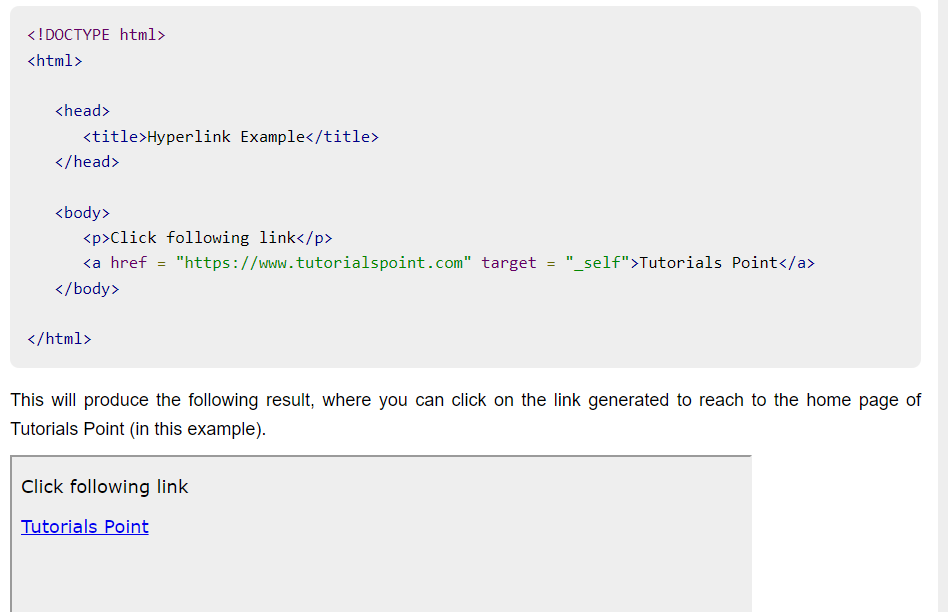 <!DOCTYPE html>
<html>
<head>
<title>Hyperlink Example</title>
</head>
<body>
<p>Click following link</p>
<a href = "https://www.tutorialspoint.com" target = "_self">Tutorials Point</a>
</body>
</html>
This will produce the following result, where you can click on the link generated to reach to the home page of
Tutorials Point (in this example).
Click following link
Tutorials Point